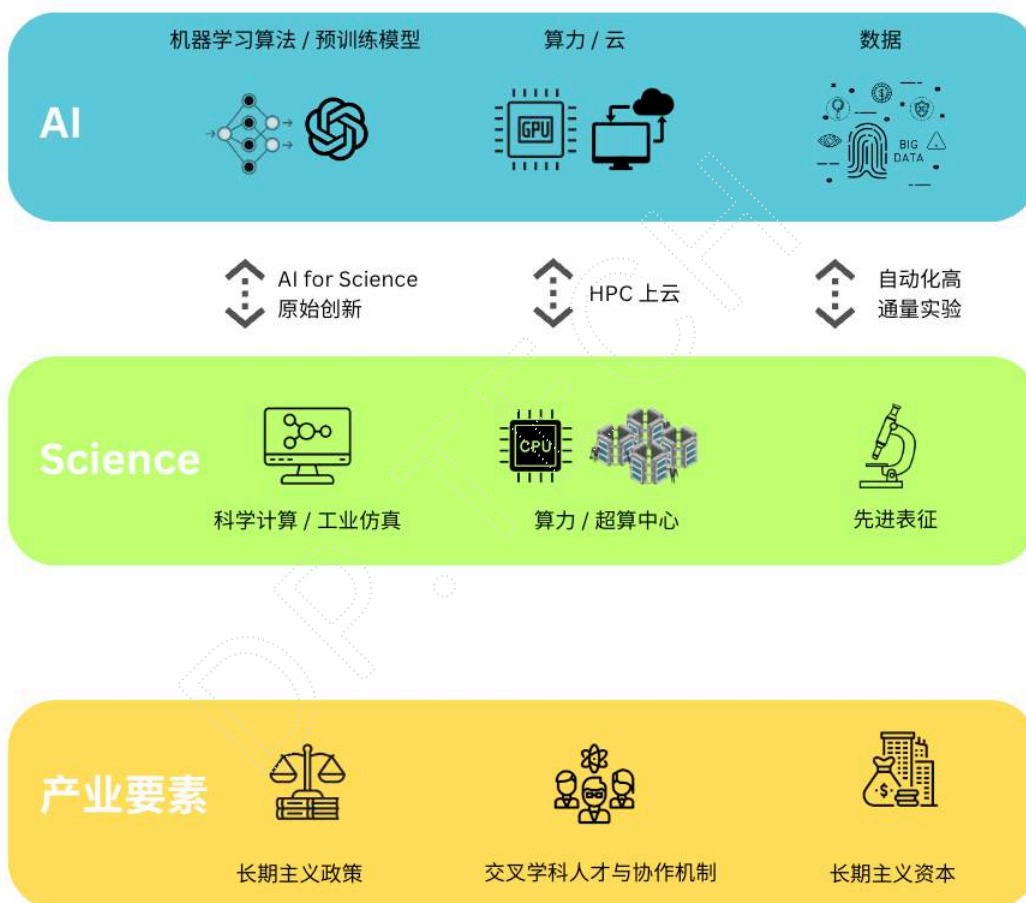 机器学习算法 / 预训练模型
算力 / 云
数据
AI
GPU
BIG
DATA
AI for Science
原始创新
HPC 上云
自动化高
通量实验
Science
CPU
科学计算 / 工业仿真
算力 / 超算中心
先进表征
DP.TECH
产业要素
长期主义政策
交叉学科人才与协作机制
长期主义资本